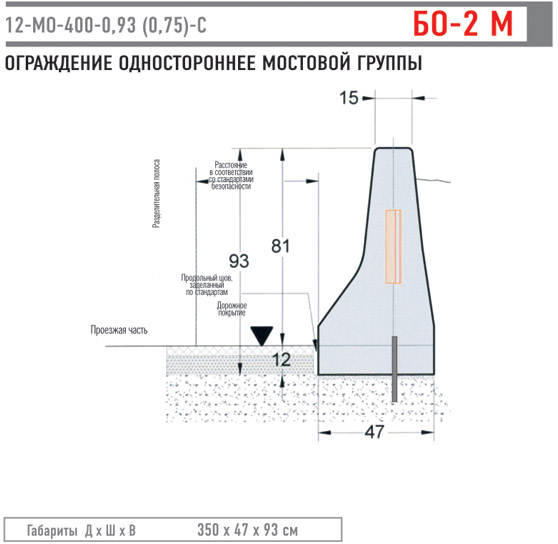 12-МО-400-0,93 (0,75)-С
БО-2 М
ОГРАЖДЕНИЕ ОДНОСТОРОННЕЕ МОСТОВОЙ ГРУППЫ
15
Разделительная полоса
Расстояние
в соответствии
со стандартами
безопасности
93
81
Продольный шов,
заделанный
по стандартам
Дорожное
покрытие
Проезжая часть
12
47
Габариты Д х Ш х В 350 х 47 х 93 см